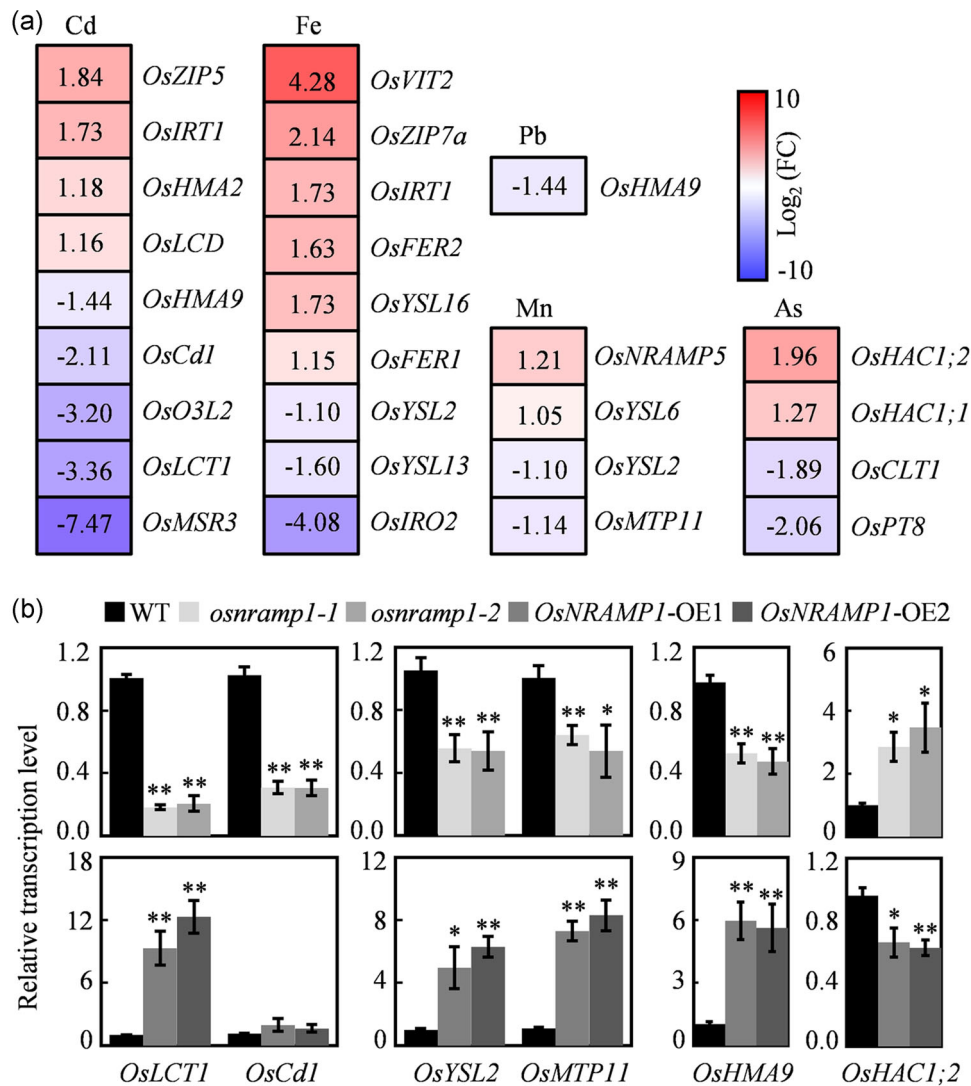 (a)
Cd
1.84 OsZIP5
1.73 OsIRT1
1.18 OsHMA2
1.16 OsLCD
-1.44 OsHMA9
-2.11 OsCd1
-3.20 OsO3L2
-3.36 OsLCT1
-7.47 OsMSR3
Fe
4.28 OsVIT2
2.14 OsZIP7a
1.73 OsIRT1
1.63 OsFER2
1.73 OsYSL16
1.15 OsFER1
-1.10 OsYSL2
-1.60 OsYSL13
-4.08 OsIRO2
Pb
-1.44 OsHMA9
Mn
1.21 OsNRAMP5
1.05 OsYSL6
-1.10 OsYSL2
-1.14 OsMTP11
10
Log₂ (FC)
-10
As
1.96 OsHAC1;2
1.27 OsHAC1;1
-1.89 OsCLT1
-2.06 OsPT8
(b)
WT osnramp1-1 osnramp1-2 OsNRAMP1-OE1 OsNRAMP1-OE2
Relative transcription level
1.2
0.8
0.4
0.0
** ** ** **
1.2
0.8
0.4
0.0
** ** ** *
1.2
0.8
0.4
0.0
** **
6
4
2
0
* *
18
12
6
0
** **
12
8
4
0
* ** ** **
9
6
3
0
** **
1.2
0.8
0.4
0.0
* **
OsLCT1 OsCd1 OsYSL2 OsMTP11 OsHMA9 OsHAC1;2